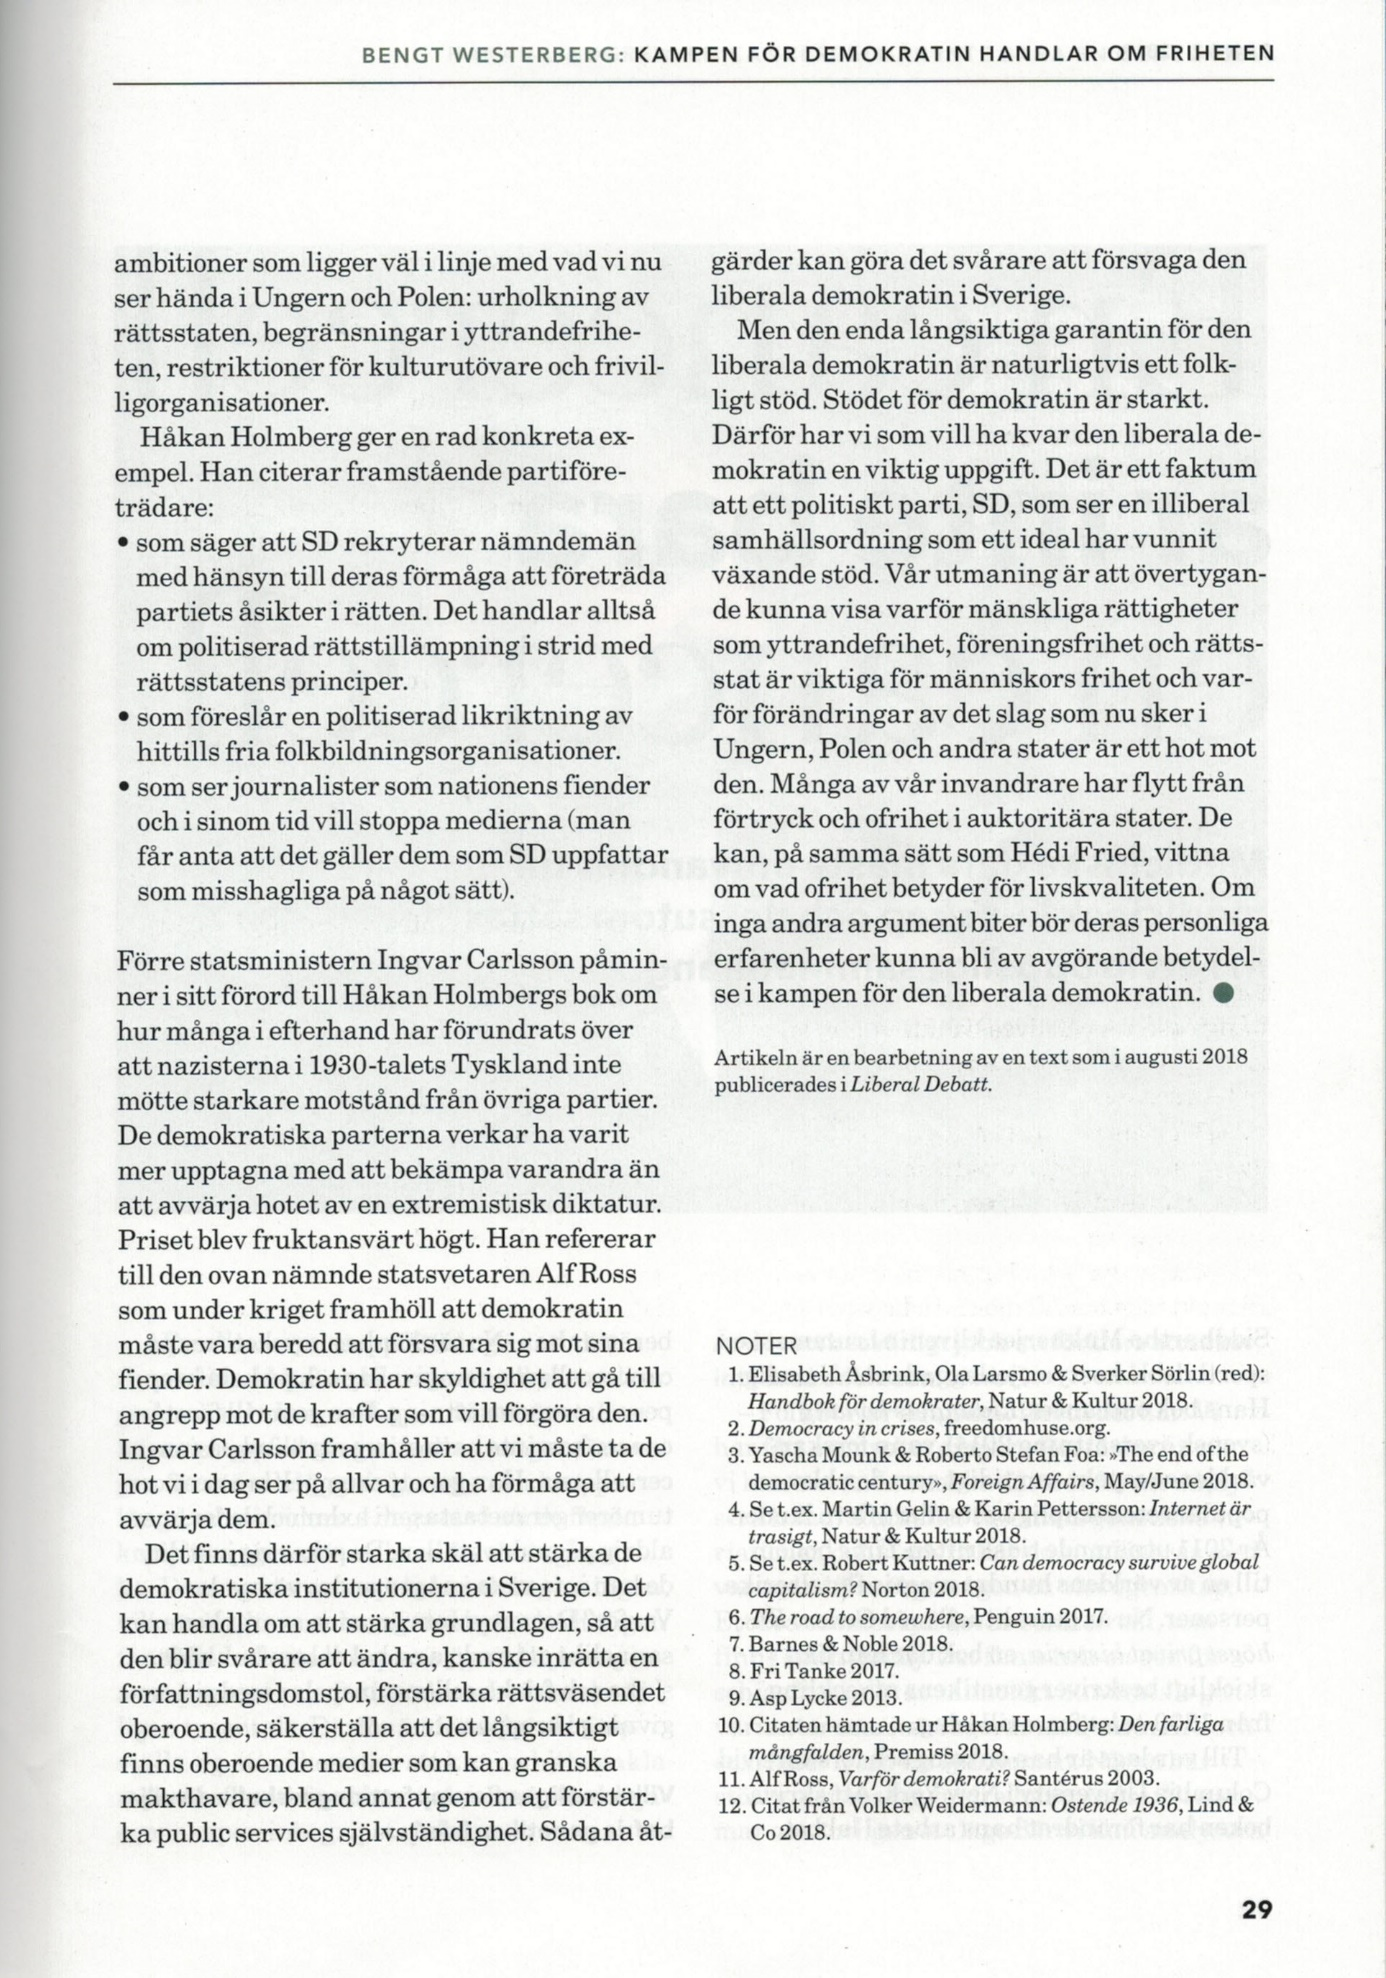 BENGT WESTERBERG: KAMPEN FÖR DEMOKRATIN HANDLAR OM FRIHETEN
ambitioner som ligger väl i linje med vad vi nu
ser hända i Ungern och Polen: urholkning av
rättsstaten, begränsningar i yttrandefrihe-
ten, restriktioner för kulturutövare och frivil-
ligorganisationer.
Håkan Holmberg ger en rad konkreta ex-
empel. Han citerar framstående partiföre-
trädare:
• som säger att SD rekryterar nämndemän
med hänsyn till deras förmåga att företräda
partiets åsikter i rätten. Det handlar alltså
om politiserad rättstillämpning i strid med
rättsstatens principer.
• som föreslår en politiserad likriktning av
hittills fria folkbildningsorganisationer.
• som ser journalister som nationens fiender
och i sinom tid vill stoppa medierna (man
får anta att det gäller dem som SD uppfattar
som misshagliga på något sätt).
Förre statsministern Ingvar Carlsson påmin-
ner i sitt förord till Håkan Holmbergs bok om
hur många i efterhand har förundrats över
att nazisterna i 1930-talets Tyskland inte
mötte starkare motstånd från övriga partier.
De demokratiska parterna verkar ha varit
mer upptagna med att bekämpa varandra än
att avvärja hotet av en extremistisk diktatur.
Priset blev fruktansvärt högt. Han refererar
till den ovan nämnde statsvetaren Alf Ross
som under kriget framhöll att demokratin
måste vara beredd att försvara sig mot sina
fiender. Demokratin har skyldighet att gå till
angrepp mot de krafter som vill förgöra den.
Ingvar Carlsson framhåller att vi måste ta de
hot vi i dag ser på allvar och ha förmåga att
avvärja dem.
Det finns därför starka skäl att stärka de
demokratiska institutionerna i Sverige. Det
kan handla om att stärka grundlagen, så att
den blir svårare att ändra, kanske inrätta en
författningsdomstol, förstärka rättsväsendet
oberoende, säkerställa att det långsiktigt
finns oberoende medier som kan granska
makthavare, bland annat genom att förstär-
ka public services självständighet. Sådana åt-
gärder kan göra det svårare att försvaga den
liberala demokratin i Sverige.
Men den enda långsiktiga garantin för den
liberala demokratin är naturligtvis ett folk-
ligt stöd. Stödet för demokratin är starkt.
Därför har vi som vill ha kvar den liberala de-
mokratin en viktig uppgift. Det är ett faktum
att ett politiskt parti, SD, som ser en illiberal
samhällsordning som ett ideal har vunnit
växande stöd. Vår utmaning är att övertygan-
de kunna visa varför mänskliga rättigheter
som yttrandefrihet, föreningsfrihet och rätts-
stat är viktiga för människors frihet och var-
för förändringar av det slag som nu sker i
Ungern, Polen och andra stater är ett hot mot
den. Många av vår invandrare har flytt från
förtryck och ofrihet i auktoritära stater. De
kan, på samma sätt som Hédi Fried, vittna
om vad ofrihet betyder för livskvaliteten. Om
inga andra argument biter bör deras personliga
erfarenheter kunna bli av avgörande betydel-
se i kampen för den liberala demokratin. ●
Artikeln är en bearbetning av en text som i augusti 2018
publicerades i Liberal Debatt.
NOTER
1. Elisabeth Åsbrink, Ola Larsmo & Sverker Sörlin (red):
Handbok för demokrater, Natur & Kultur 2018.
2. Democracy in crises, freedomhuse.org.
3. Yascha Mounk & Roberto Stefan Foa: »The end of the
democratic century», Foreign Affairs, May/June 2018.
4. Se t.ex. Martin Gelin & Karin Pettersson: Internet är
trasigt, Natur & Kultur 2018.
5. Se t.ex. Robert Kuttner: Can democracy survive global
capitalism? Norton 2018.
6. The road to somewhere, Penguin 2017.
7. Barnes & Noble 2018.
8. Fri Tanke 2017.
9. Asp Lycke 2013.
10. Citaten hämtade ur Håkan Holmberg: Den farliga
mångfalden, Premiss 2018.
11. Alf Ross, Varför demokrati? Santérus 2003.
12. Citat från Volker Weidermann: Ostende 1936, Lind &
Co 2018.
29